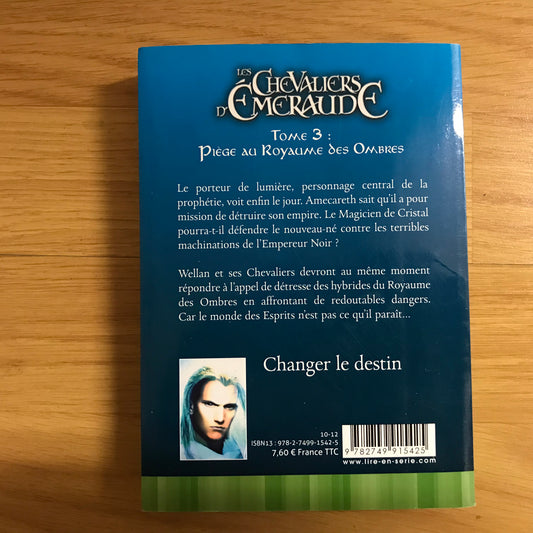 LES
CHEVALIERS
D'ÉMERAUDE
TOME 3 :
PIÈGE AU ROYAUME DES OMBRES
Le porteur de lumière, personnage central de la
prophétie, voit enfin le jour. Amecareth sait qu'il a pour
mission de détruire son empire. Le Magicien de Cristal
pourra-t-il défendre le nouveau-né contre les terribles
machinations de l'Empereur Noir ?
Wellan et ses Chevaliers devront au même moment
répondre à l'appel de détresse des hybrides du Royaume
des Ombres en affrontant de redoutables dangers.
Car le monde des Esprits n'est pas ce qu'il paraît...
Changer le destin
10-12
ISBN13 : 978-2-7499-1542-5
7,60 € France TTC
9 782749 915425
www.lire-en-serie.com